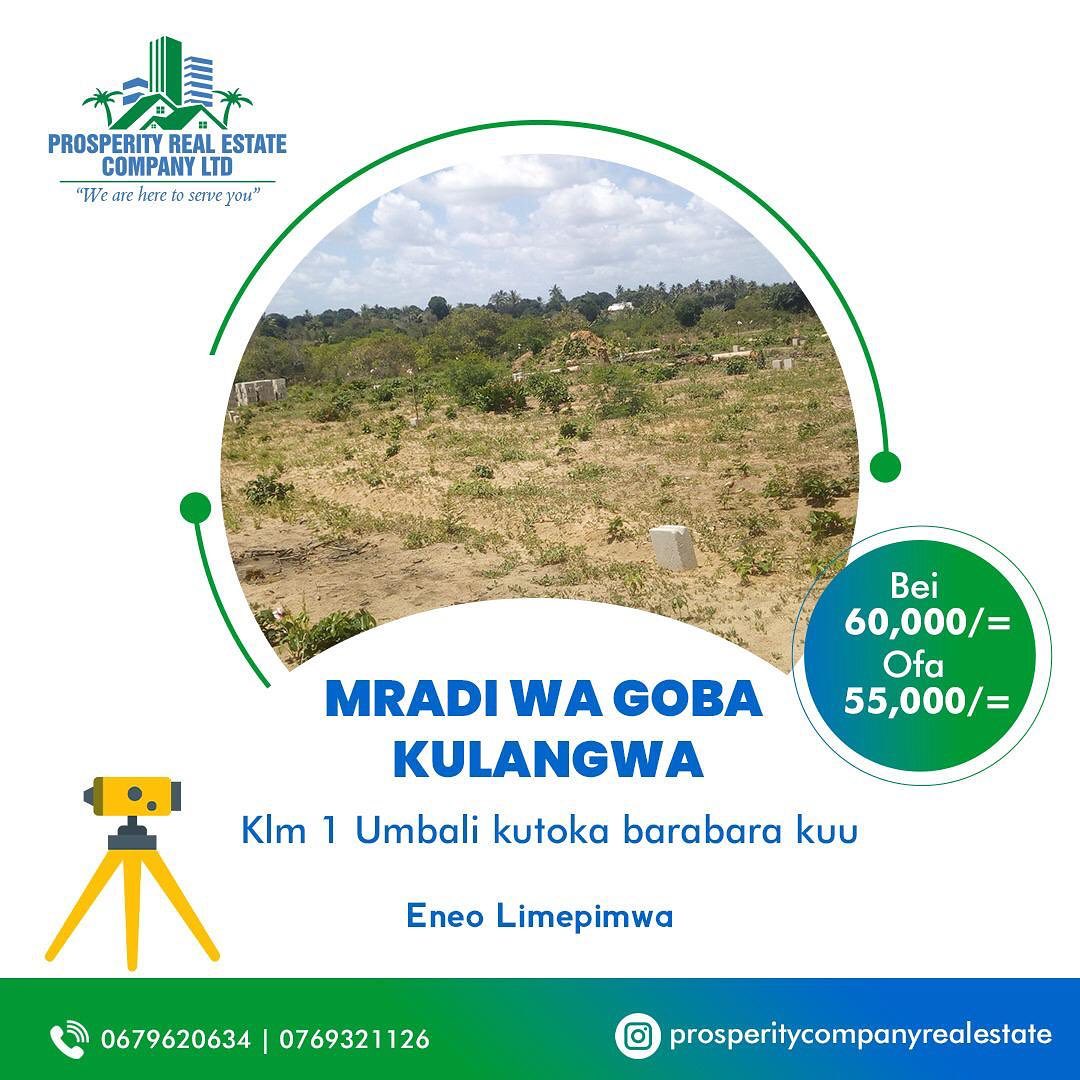 PROSPERITY REAL ESTATE
COMPANY LTD
“We are here to serve you”
Bei
60,000/=
Ofa
55,000/=
MRADI WA GOBA
KULANGWA
Klm 1 Umbali kutoka barabara kuu
Eneo Limepimwa
0679620634 | 0769321126
prosperitycompanyrealestate